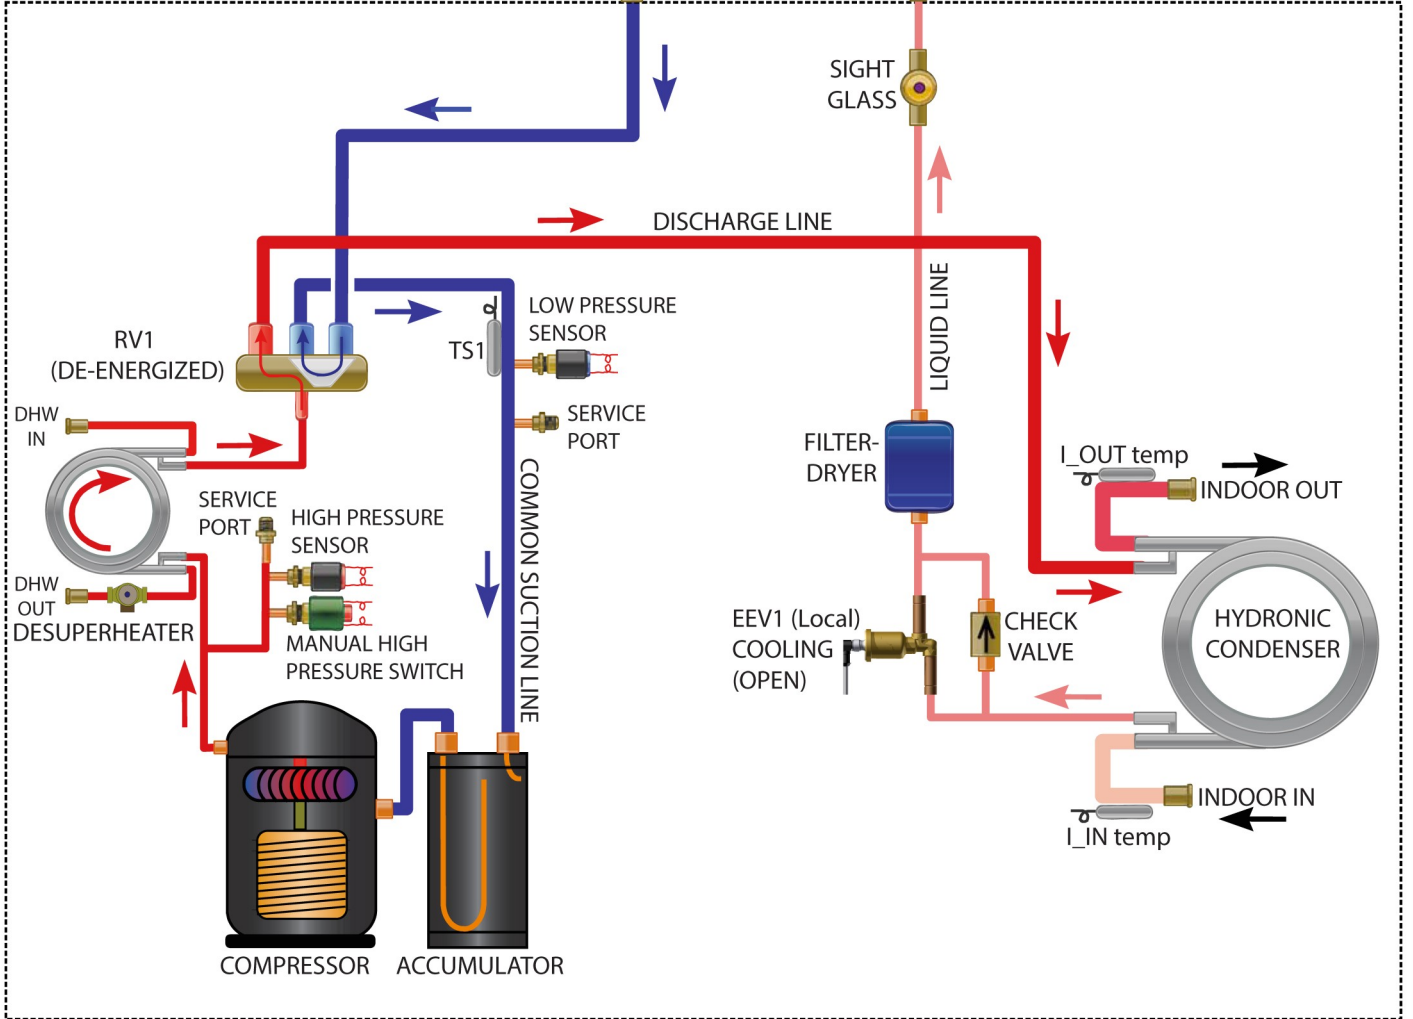 SIGHT
GLASS
DISCHARGE LINE
LIQUID LINE
LOW PRESSURE
SENSOR
TS1
RV1
(DE-ENERGIZED)
SERVICE
PORT
DHW
IN
FILTER-
DRYER
I_OUT temp
INDOOR OUT
COMMON SUCTION LINE
SERVICE
PORT
HIGH PRESSURE
SENSOR
DHW
OUT
DESUPERHEATER
MANUAL HIGH
PRESSURE SWITCH
EEV1 (Local)
COOLING
(OPEN)
CHECK
VALVE
HYDRONIC
CONDENSER
INDOOR IN
I_IN temp
COMPRESSOR
ACCUMULATOR